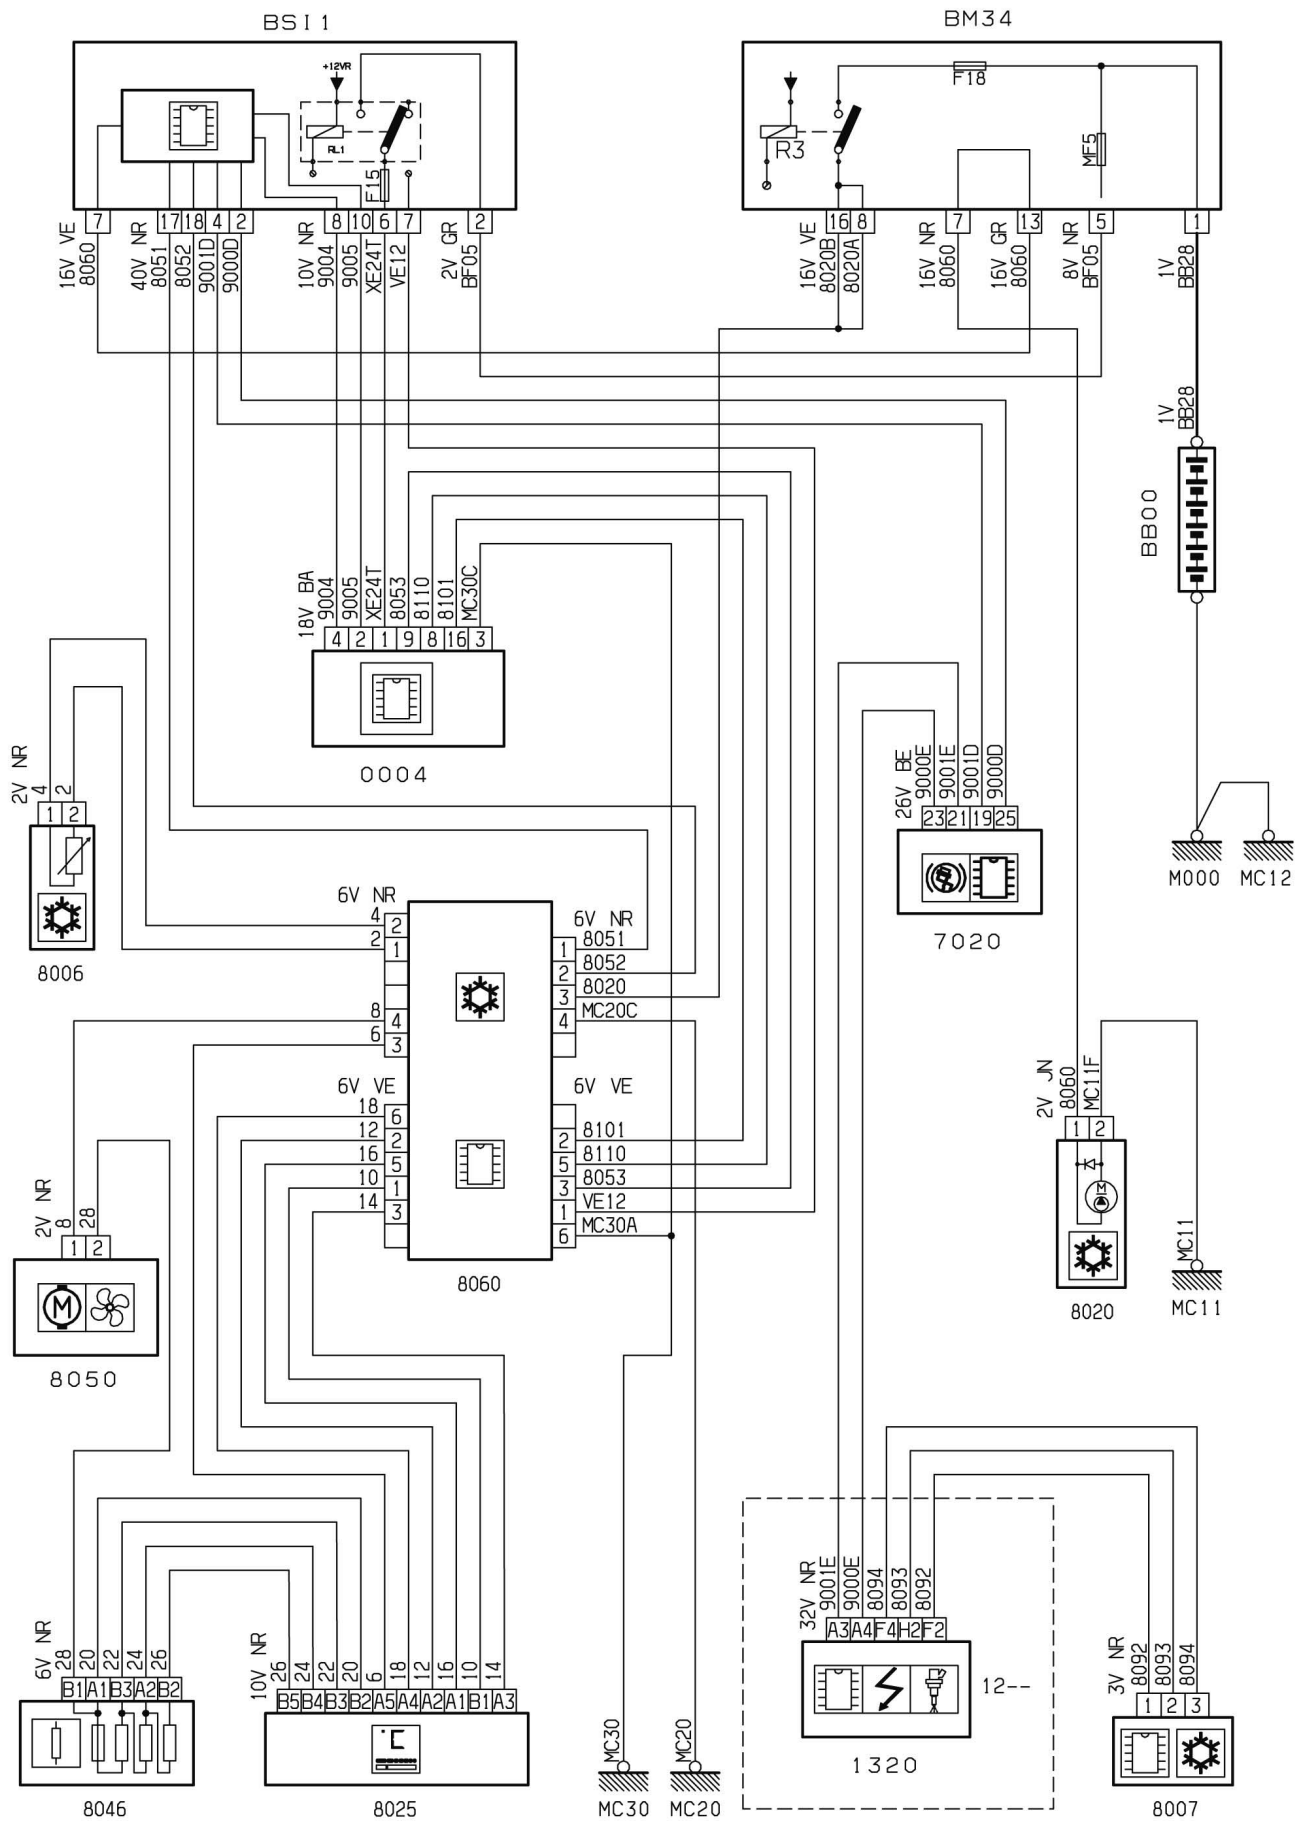 BSI1
BM34
+12VR
RL1
F15
R3
F18
MF5
7
17 18 4 2
8 10 6 7
2
16 8
7
13
5
1
16V VE
8060
40V NR
8051
8052
9001D
9000D
10V NR
9004
9005
XE24T
VE12
2V GR
BF05
16V VE
8020B
8020A
16V NR
8060
16V GR
8060
8V NR
BF05
1V
BB28
1V
BB28
BB00
M000
MC12
18V BA
9004
9005
XE24T
8053
8110
8101
MC30C
4 2 1 9 8 16 3
0004
2V NR
4
2
1 2
8006
26V BE
9000E
9001E
9001D
9000D
23 21 19 25
7020
6V NR
4 2
2 1
8 4
6 3
6V VE
18 6
12 2
16 5
10 1
14 3
6V NR
1 8051
2 8052
3 8020
4 MC20C
6V VE
2 8101
5 8110
3 8053
1 VE12
6 MC30A
8060
2V NR
8
28
1 2
M
8050
2V JN
8060
MC11F
1 2
M
8020
MC11
MC11
6V NR
28
20
22
24
26
B1 A1 B3 A2 B2
8046
10V NR
26
24
22
20
6
18
12
16
10
14
B5 B4 B3 B2 A5 A4 A2 A1 B1 A3
°C
8025
MC30
MC30
MC20
MC20
32V NR
9001E
9000E
8094
8093
8092
A3 A4 F4 H2 F2
12--
1320
3V NR
8092
8093
8094
1 2 3
8007